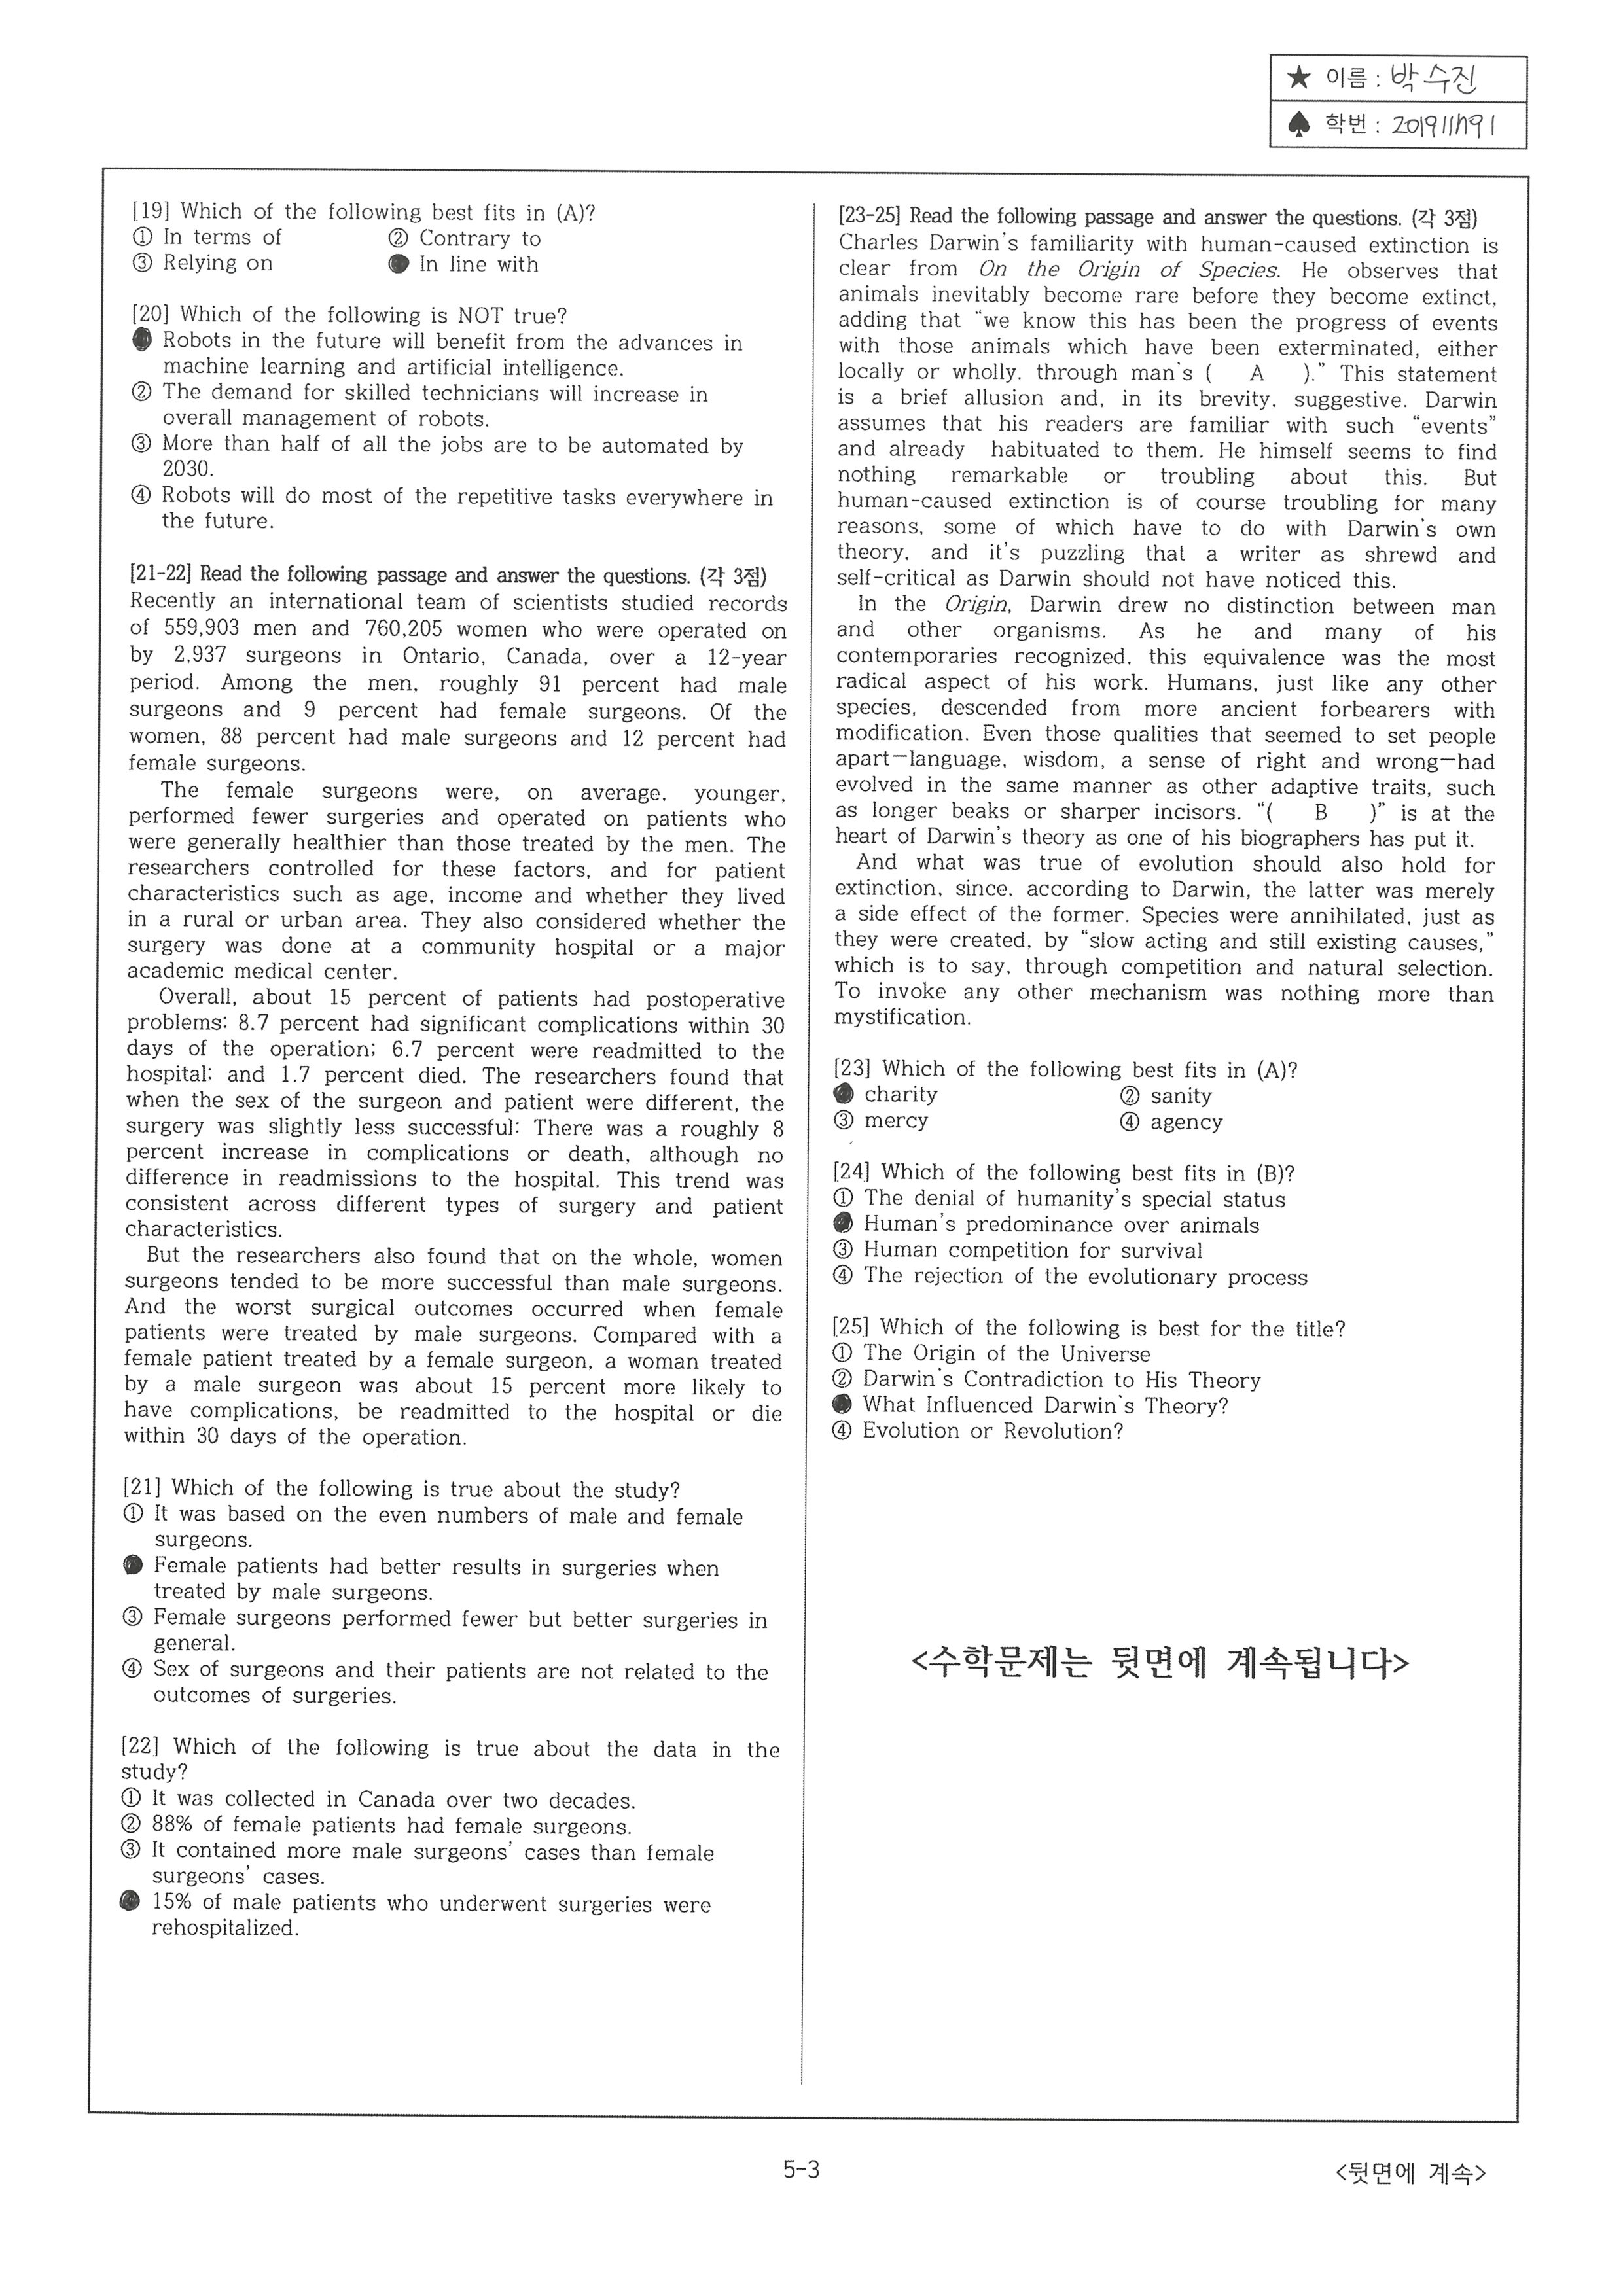 ★ 이름 : 박수진
♠ 학번 :
[19] Which of the following best fits in (A)?
① In terms of ② Contrary to
③ Relying on ● In line with
[20] Which of the following is NOT true?
● Robots in the future will benefit from the advances in
machine learning and artificial intelligence.
② The demand for skilled technicians will increase in
overall management of robots.
③ More than half of all the jobs are to be automated by
2030.
④ Robots will do most of the repetitive tasks everywhere in
the future.
[21-22] Read the following passage and answer the questions. (각 3점)
Recently an international team of scientists studied records
of 559,903 men and 760,205 women who were operated on
by 2,937 surgeons in Ontario, Canada, over a 12-year
period. Among the men, roughly 91 percent had male
surgeons and 9 percent had female surgeons. Of the
women, 88 percent had male surgeons and 12 percent had
female surgeons.
The female surgeons were, on average, younger,
performed fewer surgeries and operated on patients who
were generally healthier than those treated by the men. The
researchers controlled for these factors, and for patient
characteristics such as age, income and whether they lived
in a rural or urban area. They also considered whether the
surgery was done at a community hospital or a major
academic medical center.
Overall, about 15 percent of patients had postoperative
problems: 8.7 percent had significant complications within 30
days of the operation; 6.7 percent were readmitted to the
hospital; and 1.7 percent died. The researchers found that
when the sex of the surgeon and patient were different, the
surgery was slightly less successful: There was a roughly 8
percent increase in complications or death, although no
difference in readmissions to the hospital. This trend was
consistent across different types of surgery and patient
characteristics.
But the researchers also found that on the whole, women
surgeons tended to be more successful than male surgeons.
And the worst surgical outcomes occurred when female
patients were treated by male surgeons. Compared with a
female patient treated by a female surgeon, a woman treated
by a male surgeon was about 15 percent more likely to
have complications, be readmitted to the hospital or die
within 30 days of the operation.
[21] Which of the following is true about the study?
① It was based on the even numbers of male and female
surgeons.
● Female patients had better results in surgeries when
treated by male surgeons.
③ Female surgeons performed fewer but better surgeries in
general.
④ Sex of surgeons and their patients are not related to the
outcomes of surgeries.
[22] Which of the following is true about the data in the
study?
① It was collected in Canada over two decades.
② 88% of female patients had female surgeons.
③ It contained more male surgeons' cases than female
surgeons' cases.
● 15% of male patients who underwent surgeries were
rehospitalized.
[23-25] Read the following passage and answer the questions. (각 3점)
Charles Darwin's familiarity with human-caused extinction is
clear from On the Origin of Species. He observes that
animals inevitably become rare before they become extinct,
adding that "we know this has been the progress of events
with those animals which have been exterminated, either
locally or wholly, through man's ( A )." This statement
is a brief allusion and, in its brevity, suggestive. Darwin
assumes that his readers are familiar with such "events"
and already habituated to them. He himself seems to find
nothing remarkable or troubling about this. But
human-caused extinction is of course troubling for many
reasons, some of which have to do with Darwin's own
theory, and it's puzzling that a writer as shrewd and
self-critical as Darwin should not have noticed this.
In the Origin, Darwin drew no distinction between man
and other organisms. As he and many of his
contemporaries recognized, this equivalence was the most
radical aspect of his work. Humans, just like any other
species, descended from more ancient forbearers with
modification. Even those qualities that seemed to set people
apart—language, wisdom, a sense of right and wrong—had
evolved in the same manner as other adaptive traits, such
as longer beaks or sharper incisors. "( B )" is at the
heart of Darwin's theory as one of his biographers has put it.
And what was true of evolution should also hold for
extinction, since, according to Darwin, the latter was merely
a side effect of the former. Species were annihilated, just as
they were created, by "slow acting and still existing causes,"
which is to say, through competition and natural selection.
To invoke any other mechanism was nothing more than
mystification.
[23] Which of the following best fits in (A)?
● charity ② sanity
③ mercy ④ agency
[24] Which of the following best fits in (B)?
① The denial of humanity's special status
● Human's predominance over animals
③ Human competition for survival
④ The rejection of the evolutionary process
[25] Which of the following is best for the title?
① The Origin of the Universe
② Darwin's Contradiction to His Theory
● What Influenced Darwin's Theory?
④ Evolution or Revolution?
<수학문제는 뒷면에 계속됩니다>
5-3
<뒷면에 계속>